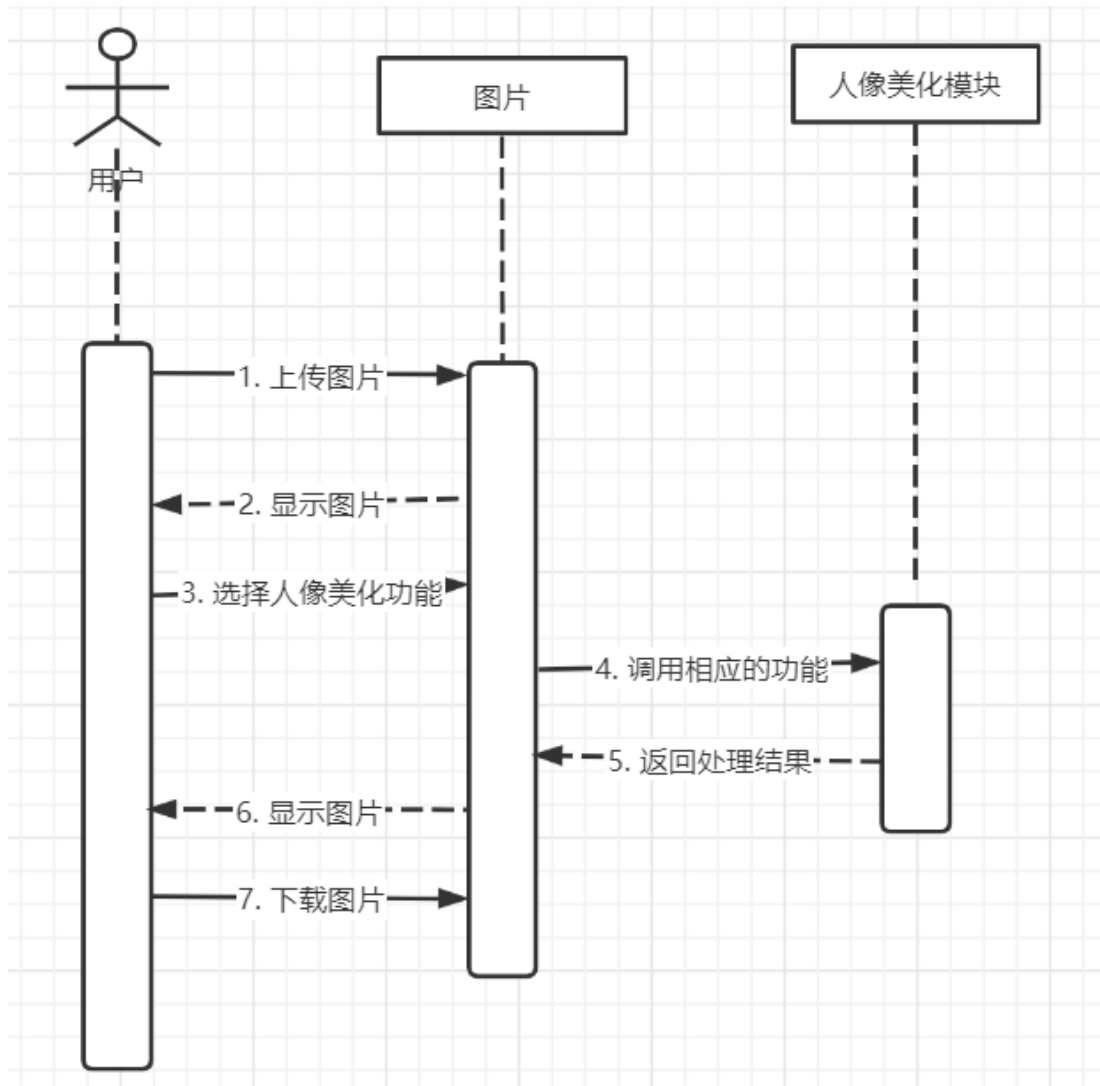 图片
人像美化模块
用户
1. 上传图片
2. 显示图片
3. 选择人像美化功能
4. 调用相应的功能
5. 返回处理结果
6. 显示图片
7. 下载图片